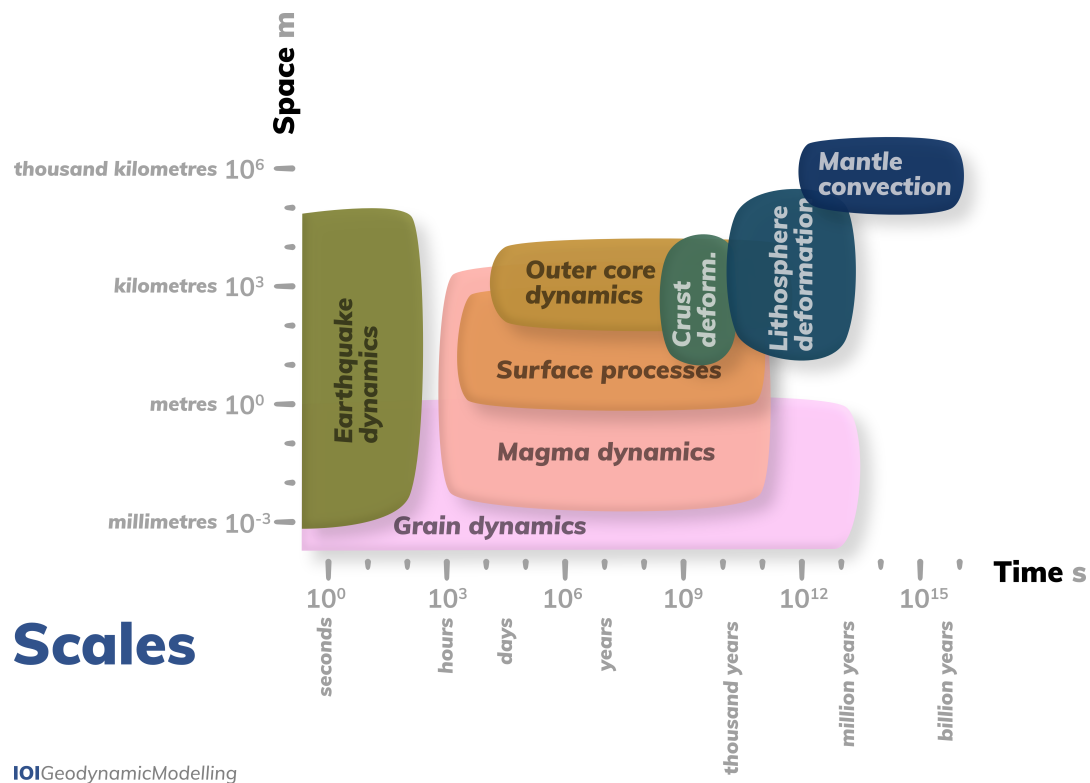 Space m
thousand kilometres 10⁶
kilometres 10³
metres 10⁰
millimetres 10⁻³
Mantle
convection
Lithosphere
deformation
Outer core
dynamics
Crust
deform.
Earthquake
dynamics
Surface processes
Magma dynamics
Grain dynamics
Time s
10⁰ 10³ 10⁶ 10⁹ 10¹² 10¹⁵
seconds
hours
days
years
thousand years
million years
billion years
Scales
IOIGeodynamicModelling